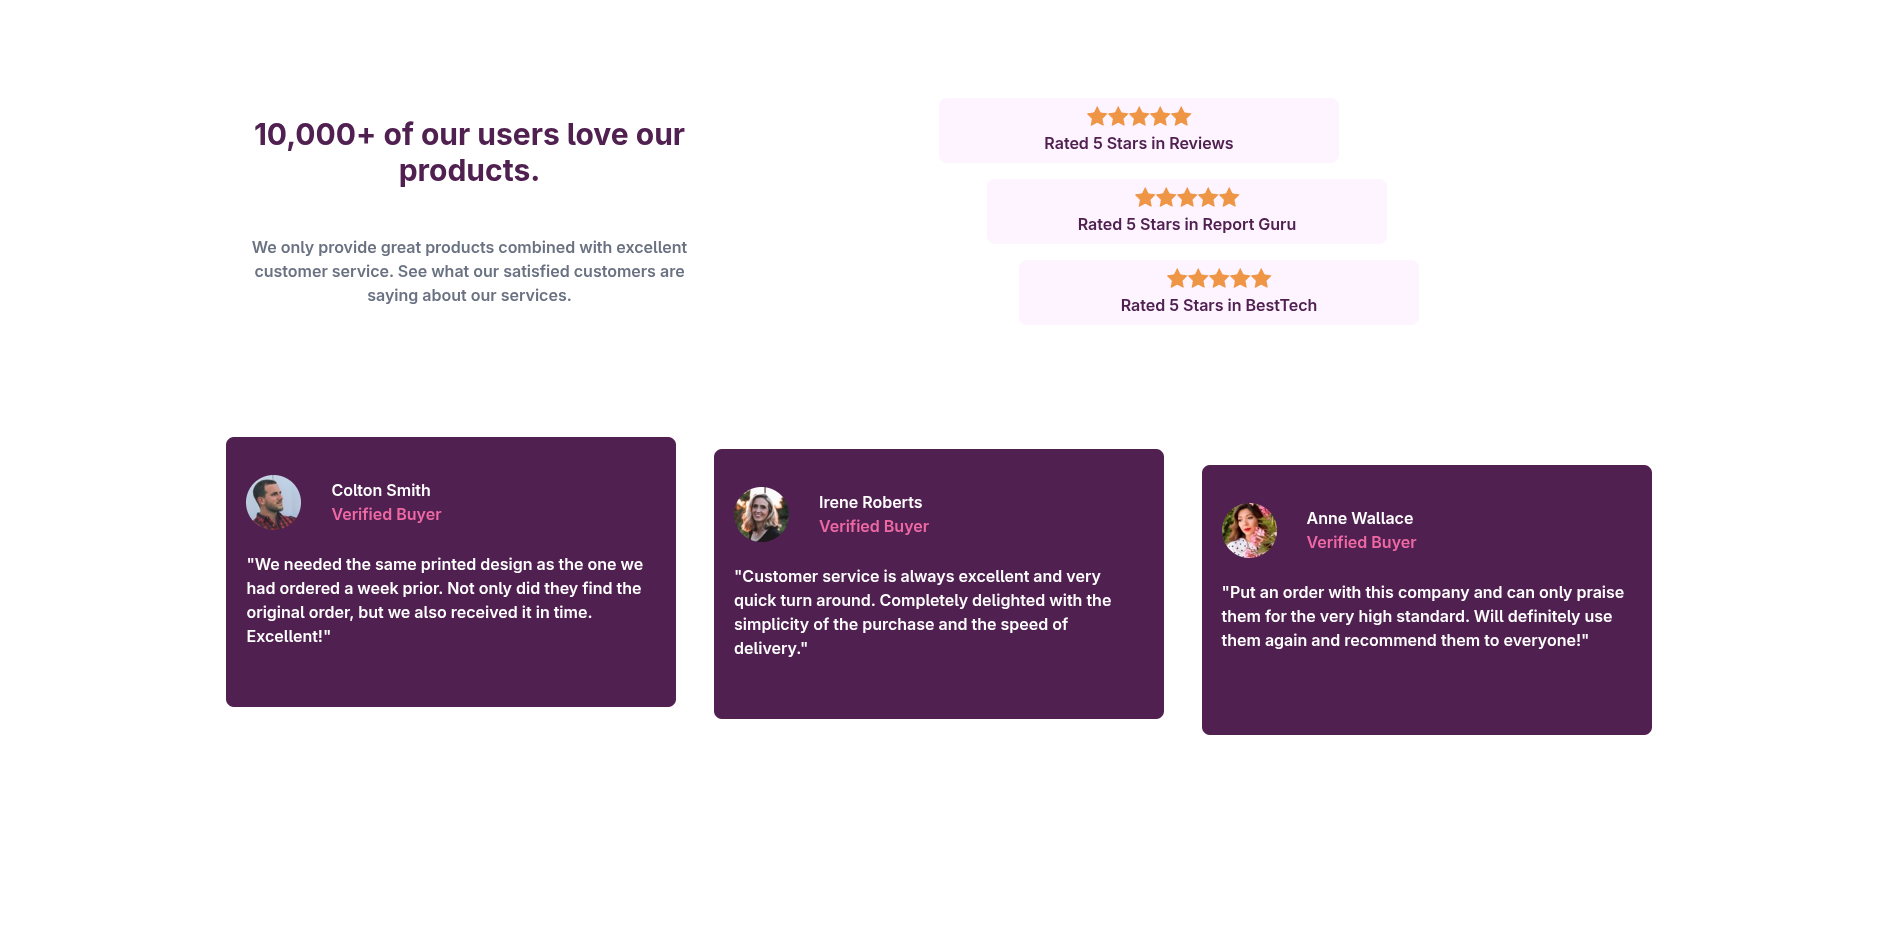 10,000+ of our users love our
products.
We only provide great products combined with excellent
customer service. See what our satisfied customers are
saying about our services.
Rated 5 Stars in Reviews
Rated 5 Stars in Report Guru
Rated 5 Stars in BestTech
Colton Smith
Verified Buyer
"We needed the same printed design as the one we
had ordered a week prior. Not only did they find the
original order, but we also received it in time.
Excellent!"
Irene Roberts
Verified Buyer
"Customer service is always excellent and very
quick turn around. Completely delighted with the
simplicity of the purchase and the speed of
delivery."
Anne Wallace
Verified Buyer
"Put an order with this company and can only praise
them for the very high standard. Will definitely use
them again and recommend them to everyone!"